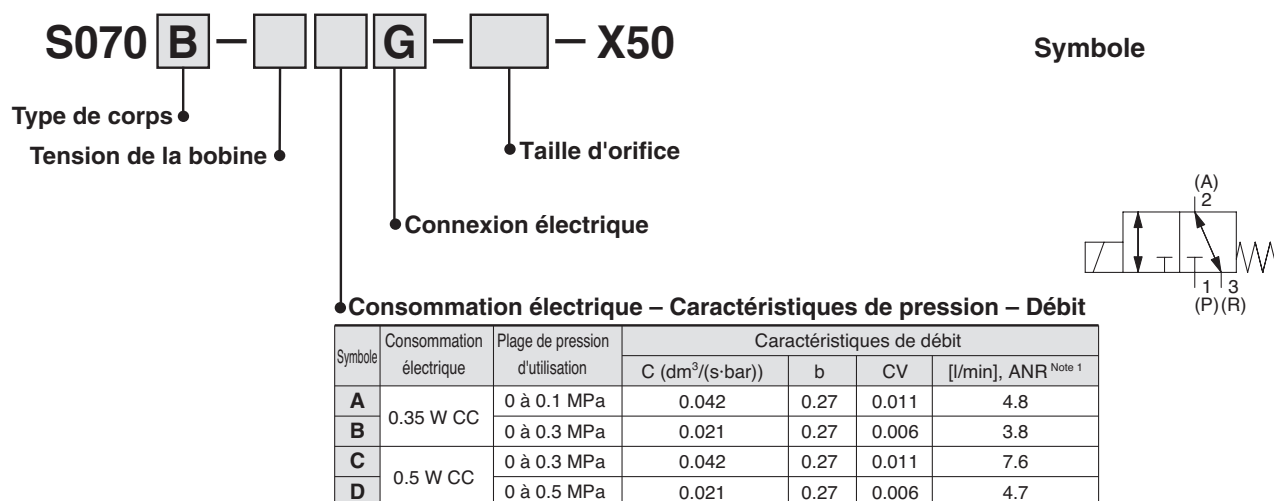 S070 B – G – – X50
Symbole
Type de corps
Tension de la bobine
Taille d'orifice
Connexion électrique
(A)
2
1 3
(P) (R)
Consommation électrique – Caractéristiques de pression – Débit
Symbole Consommation électrique Plage de pression d'utilisation Caractéristiques de débit
C (dm³/(s·bar)) b CV [l/min], ANR Note 1
A 0.35 W CC 0 à 0.1 MPa 0.042 0.27 0.011 4.8
B 0 à 0.3 MPa 0.021 0.27 0.006 3.8
C 0.5 W CC 0 à 0.3 MPa 0.042 0.27 0.011 7.6
D 0 à 0.5 MPa 0.021 0.27 0.006 4.7